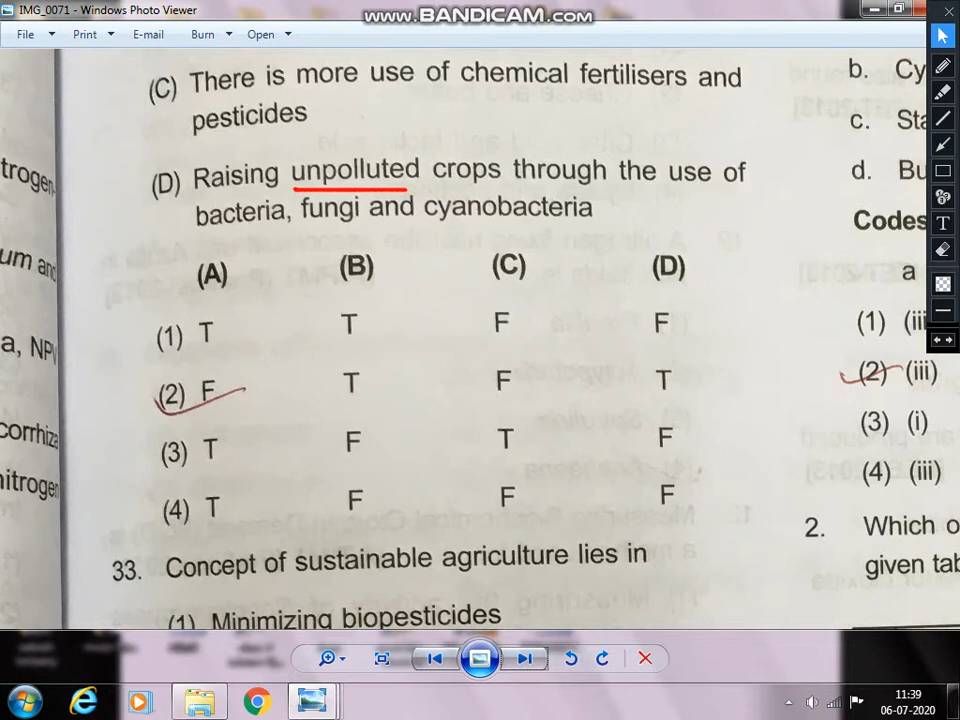 IMG_0071 - Windows Photo Viewer
www.BANDICAM.com
File Print E-mail Burn Open
(C) There is more use of chemical fertilisers and
pesticides
(D) Raising unpolluted crops through the use of
bacteria, fungi and cyanobacteria
(A) (B) (C) (D)
(1) T T F F
(2) F T F T
(3) T F T F
(4) T F F F
33. Concept of sustainable agriculture lies in
(1) Minimizing biopesticides
trogen-
um and
a, NPV
corrhiza
nitrogen
b. Cy
c. Sta
d. Bu
Codes
a
(1) (iii
(2) (iii)
(3) (i)
(4) (iii)
2. Which o
given tab
T
11:39
06-07-2020